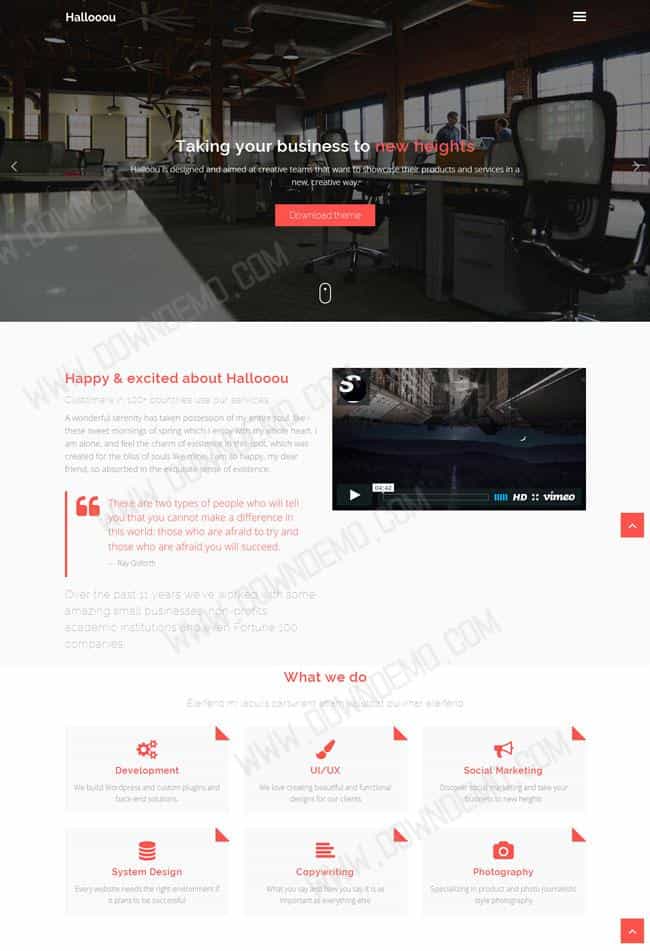 Hallooou
Taking your business to new heights
Hallooou is designed and aimed at creative teams that want to showcase their products and services in a
new, creative way.
Download theme
Happy & excited about Hallooou
Customers in 100+ countries use our services.
A wonderful serenity has taken possession of my entire soul, like
these sweet mornings of spring which I enjoy with my whole heart. I
am alone, and feel the charm of existence in this spot, which was
created for the bliss of souls like mine. I am so happy, my dear
friend, so absorbed in the exquisite sense of existence.
There are two types of people who will tell
you that you cannot make a difference in
this world: those who are afraid to try and
those who are afraid you will succeed.
— Ray Goforth
Over the past 11 years we've worked with some
amazing small businesses, non-profits,
academic institutions and even Fortune 100
companies.
S
04:42
HD
vimeo
What we do
Eleifend mi iaculis parturient etiam
eleifend
Development
We build Wordpress and custom plugins and
back-end solutions.
UI/UX
We love creating beautiful and functional
designs for our clients.
Social Marketing
Discover social marketing and take your
business to new heights
System Design
Every website needs the right environment if
it plans to be successful
Copywriting
What you say and how you say it is as
important as everything else
Photography
Specializing in product and photo journalistic
style photography
WWW.DOWNDEMO.COM
WWW.DOWNDEMO.COM
WWW.DOWNDEMO.COM
WWW.DOWNDEMO.COM
WWW.DOWNDEMO.COM